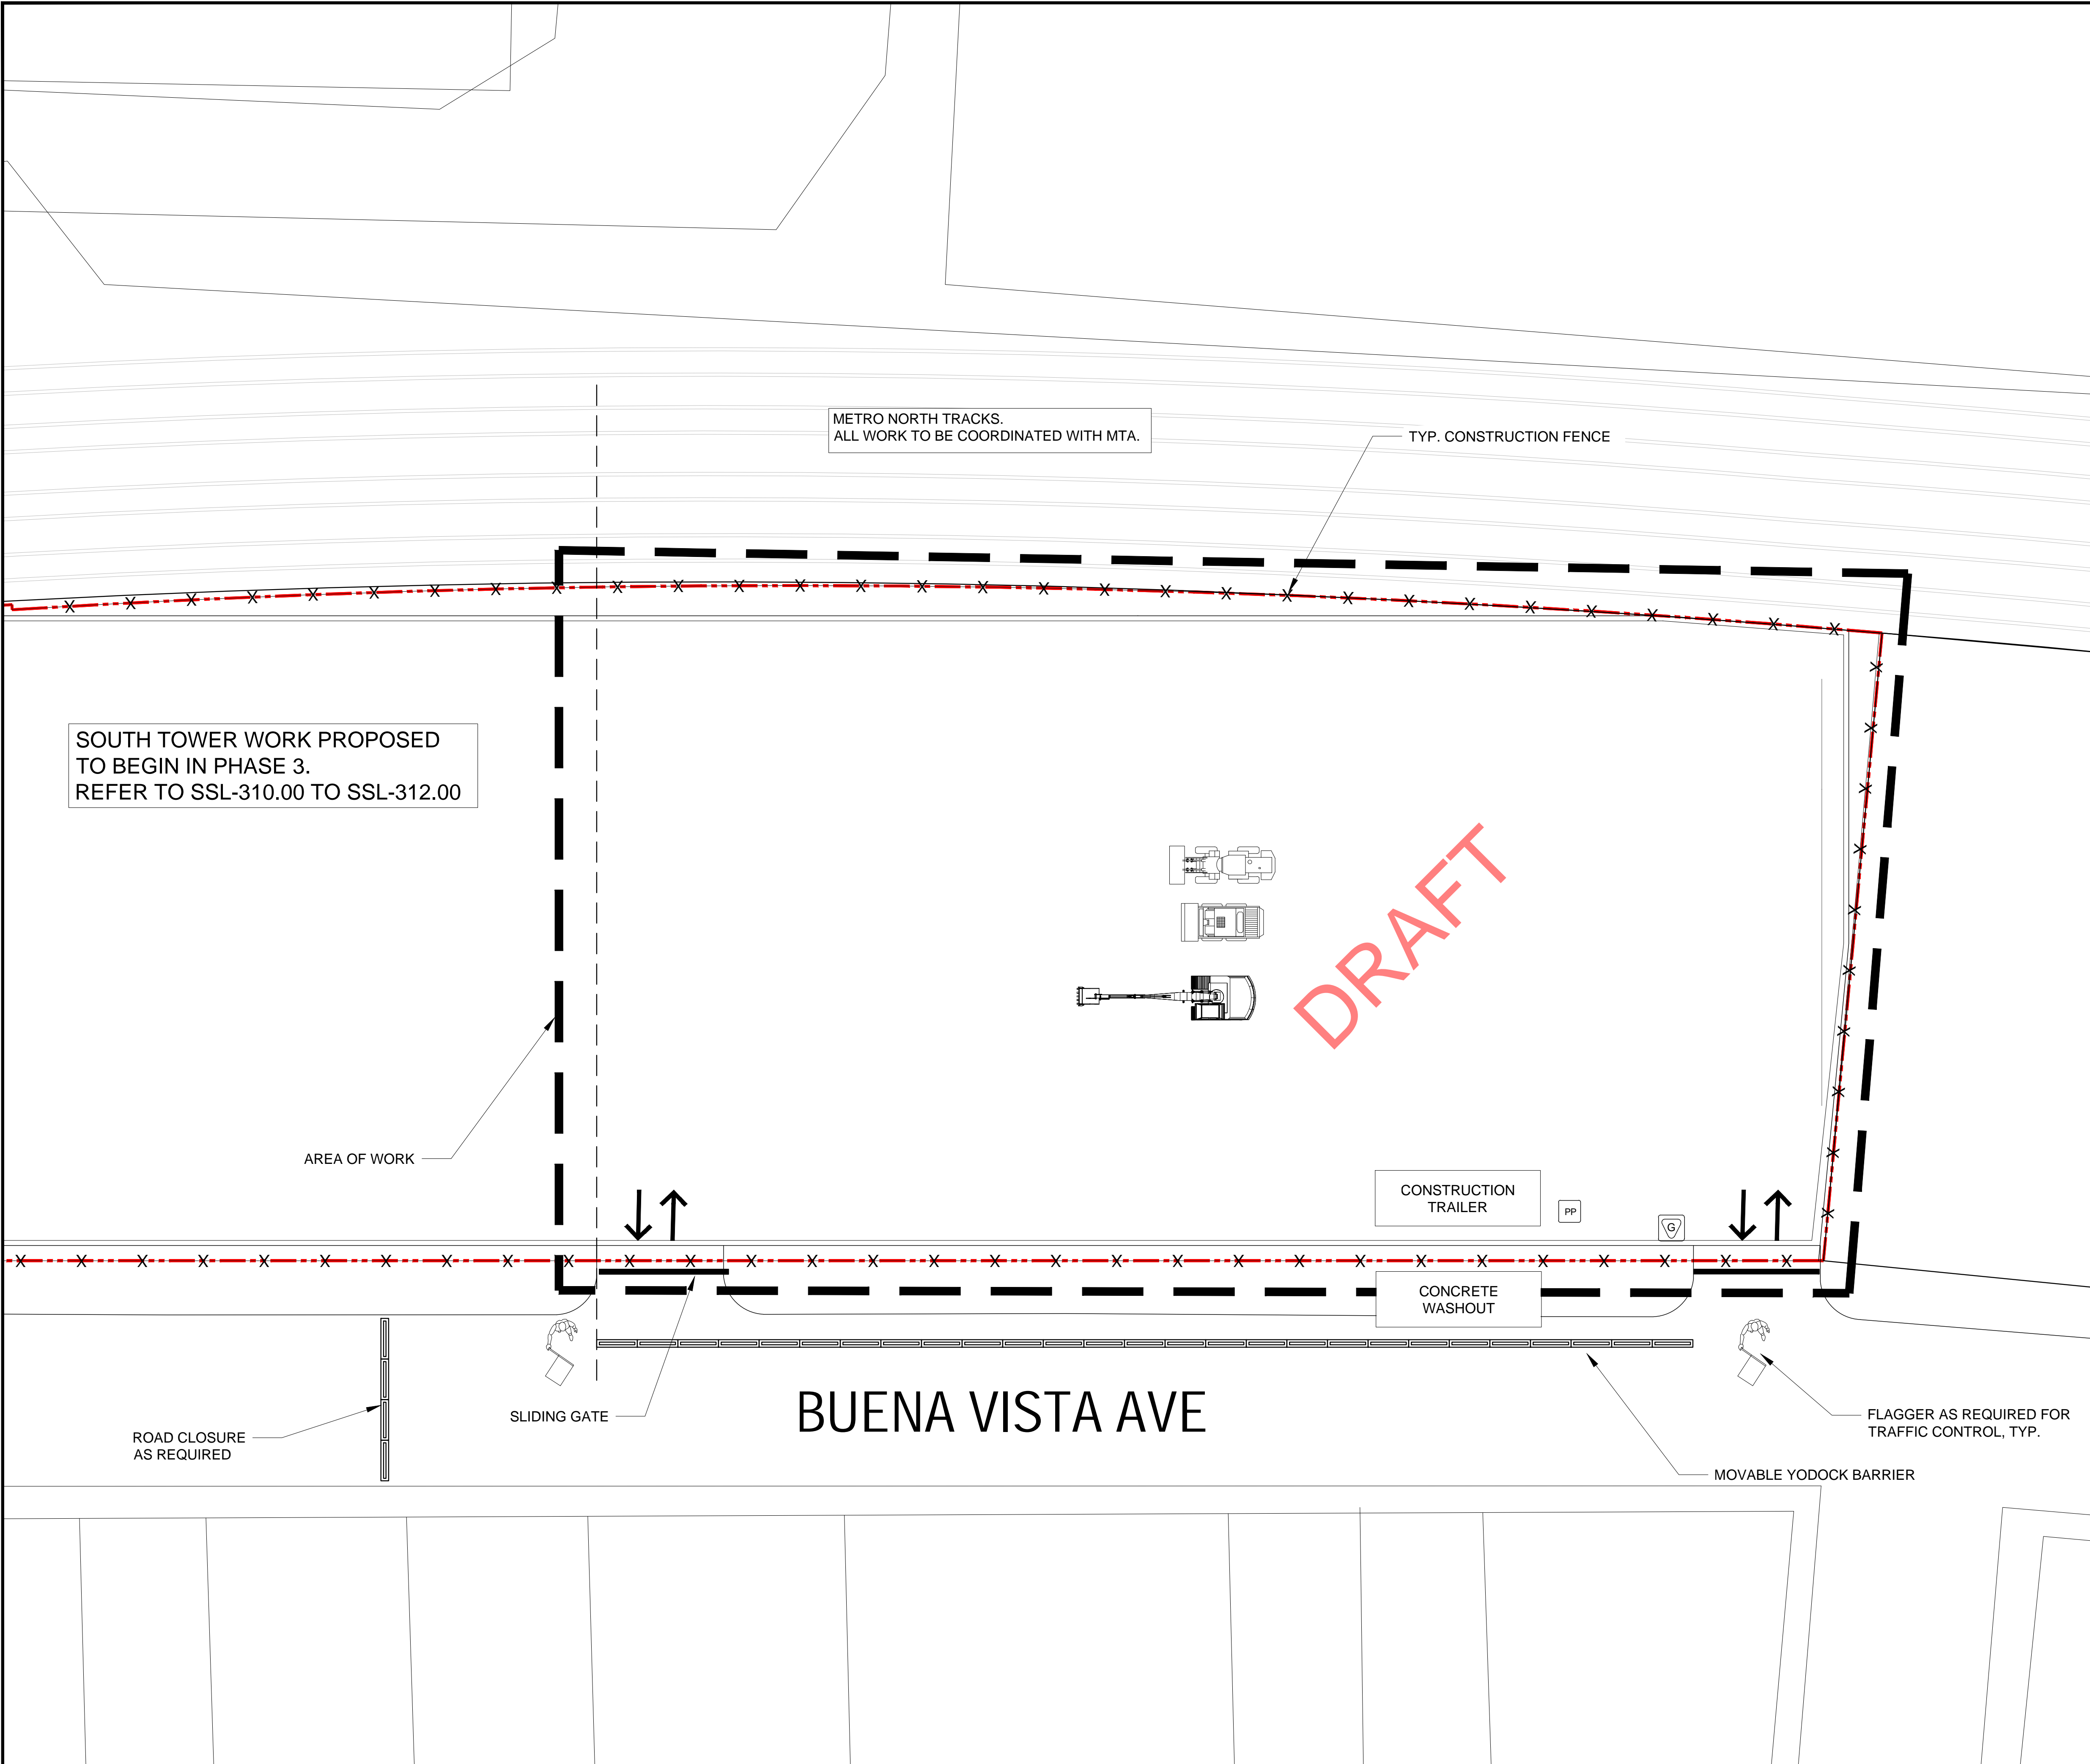 METRO NORTH TRACKS.
ALL WORK TO BE COORDINATED WITH MTA.
TYP. CONSTRUCTION FENCE
SOUTH TOWER WORK PROPOSED
TO BEGIN IN PHASE 3.
REFER TO SSL-310.00 TO SSL-312.00
DRAFT
AREA OF WORK
CONSTRUCTION
TRAILER
PP
G
CONCRETE
WASHOUT
SLIDING GATE
BUENA VISTA AVE
ROAD CLOSURE
AS REQUIRED
FLAGGER AS REQUIRED FOR
TRAFFIC CONTROL, TYP.
MOVABLE YODOCK BARRIER